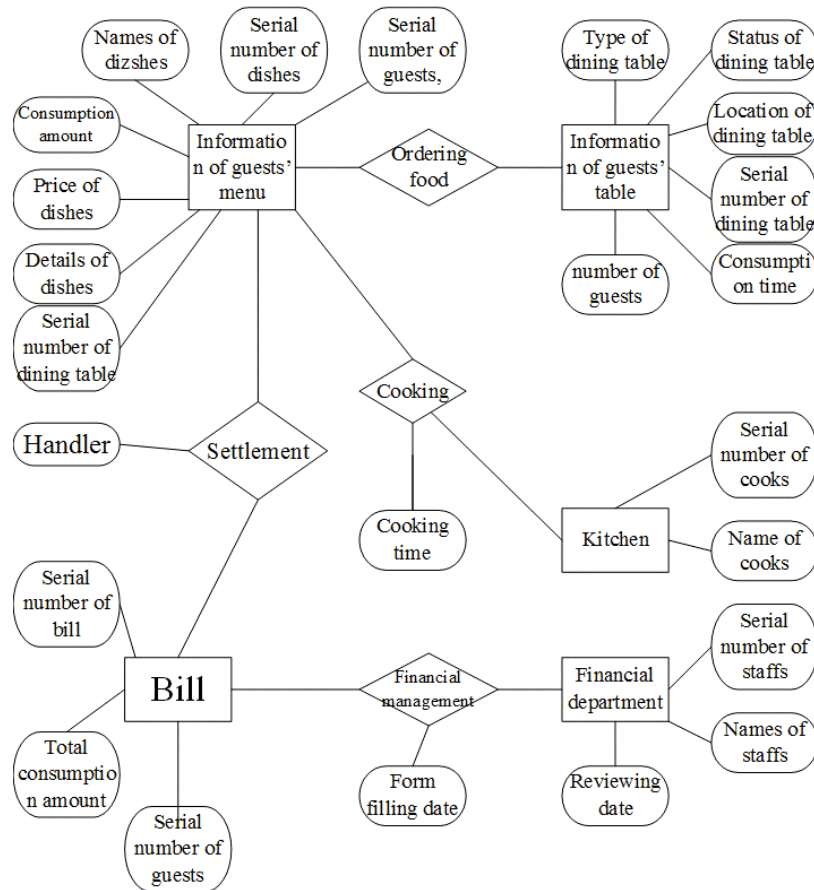 Names of
dizshes
Serial
number of
dishes
Serial
number of
guests,
Type of
dining table
Status of
dining table
Consumption
amount
Informatio
n of guests'
menu
Ordering
food
Informatio
n of guests'
table
Location of
dining table
Price of
dishes
Serial
number of
dining table
Details of
dishes
number of
guests
Consumpti
on time
Serial
number of
dining table
Cooking
Handler
Settlement
Serial
number of
cooks
Cooking
time
Kitchen
Name of
cooks
Serial
number of
bill
Serial
number of
staffs
Bill
Financial
management
Financial
department
Names of
staffs
Total
consumptio
n amount
Form
filling date
Reviewing
date
Serial
number of
guests